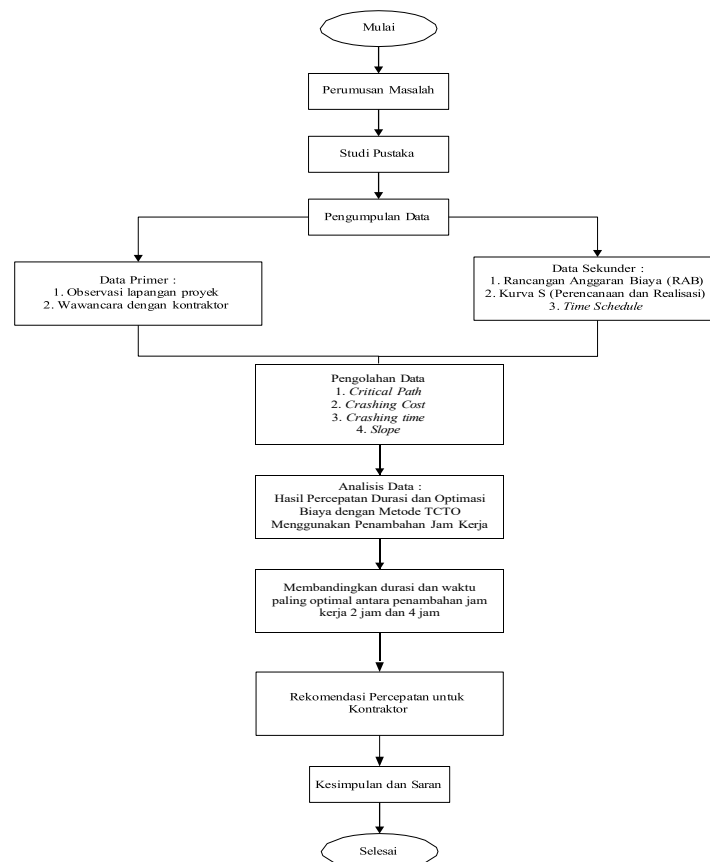 Mulai
Perumusan Masalah
Studi Pustaka
Pengumpulan Data
Data Primer :
1. Observasi lapangan proyek
2. Wawancara dengan kontraktor
Data Sekunder :
1. Rancangan Anggaran Biaya (RAB)
2. Kurva S (Perencanaan dan Realisasi)
3. Time Schedule
Pengolahan Data
1. Critical Path
2. Crashing Cost
3. Crashing time
4. Slope
Analisis Data :
Hasil Percepatan Durasi dan Optimasi
Biaya dengan Metode TCTO
Menggunakan Penambahan Jam Kerja
Membandingkan durasi dan waktu
paling optimal antara penambahan jam
kerja 2 jam dan 4 jam
Rekomendasi Percepatan untuk
Kontraktor
Kesimpulan dan Saran
Selesai